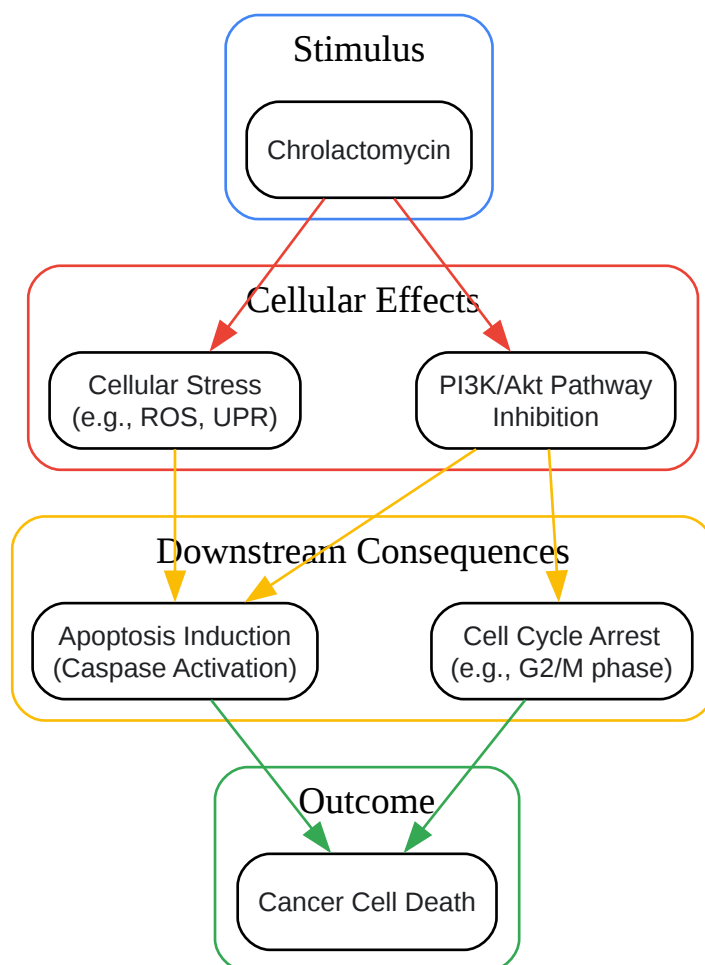 Stimulus
Chrolactomycin
Cellular Effects
Cellular Stress
(e.g., ROS, UPR)
PI3K/Akt Pathway
Inhibition
Downstream Consequences
Apoptosis Induction
(Caspase Activation)
Cell Cycle Arrest
(e.g., G2/M phase)
Outcome
Cancer Cell Death